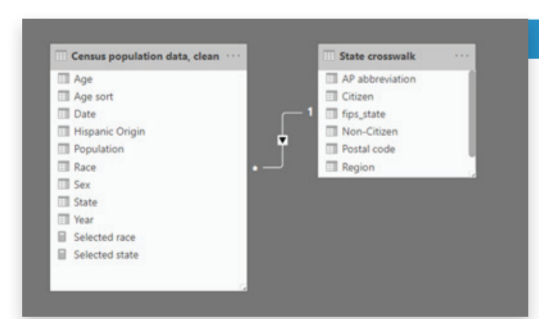 Census population data, clean
Age
Age sort
Date
Hispanic Origin
Population
Race
Sex
State
Year
Selected race
Selected state
1
State crosswalk
AP abbreviation
Citizen
fips_state
Non-Citizen
Postal code
Region